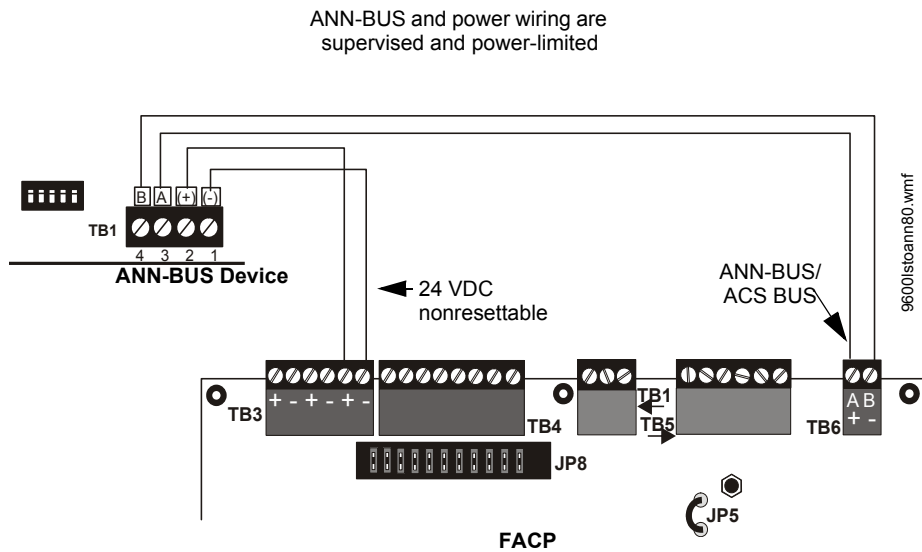 ANN-BUS and power wiring are
supervised and power-limited
B A (+) (-)
TB1
4 3 2 1
ANN-BUS Device
24 VDC
nonresettable
ANN-BUS/
ACS BUS
9600lstoann80.wmf
TB3
+ - + - + -
TB4
TB1
TB5
TB6
A B
+ -
JP8
JP5
FACP